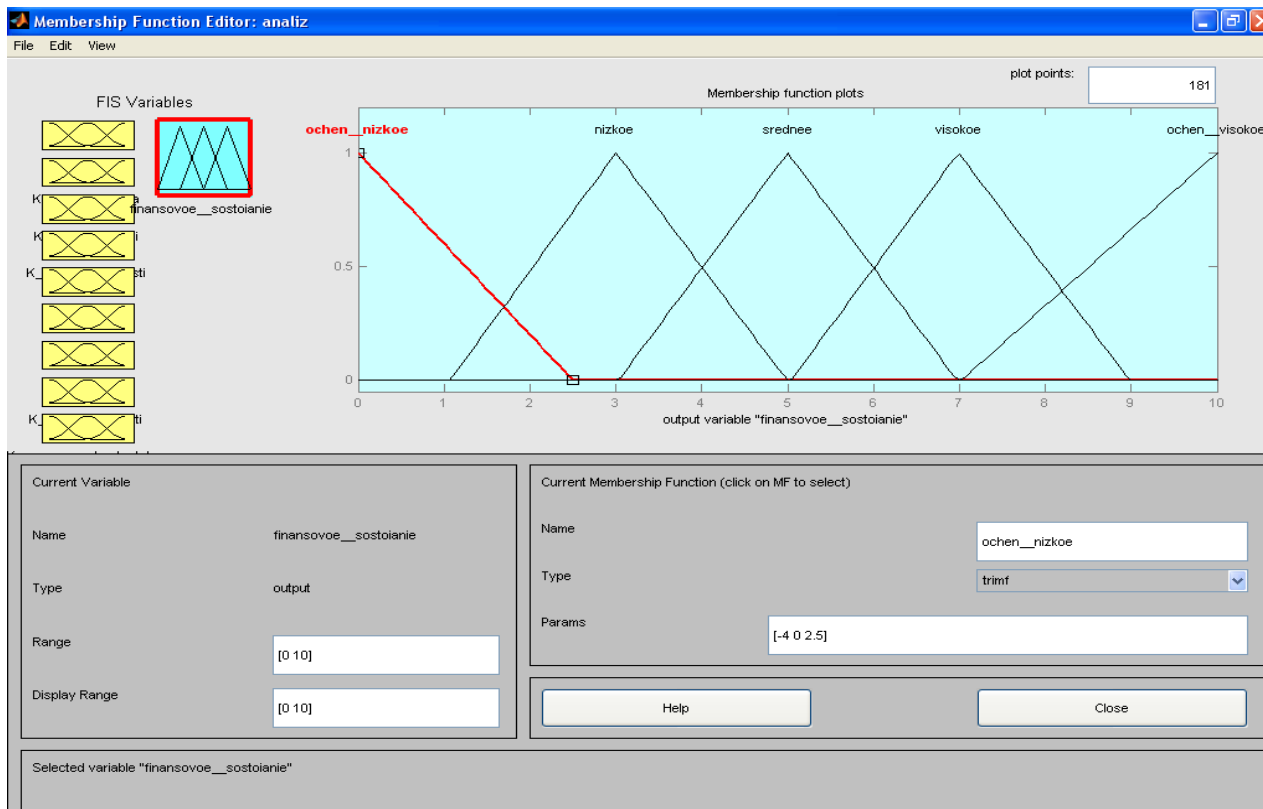 Membership Function Editor: analiz
File Edit View
FIS Variables
finansovoe__sostoianie
plot points:
181
Membership function plots
ochen__nizkoe
nizkoe
srednee
visokoe
ochen__visokoe
1
0.5
0
0 1 2 3 4 5 6 7 8 9 10
output variable "finansovoe__sostoianie"
Current Variable
Name
finansovoe__sostoianie
Type
output
Range
[0 10]
Display Range
[0 10]
Current Membership Function (click on MF to select)
Name
ochen__nizkoe
Type
trimf
Params
[-4 0 2.5]
Help
Close
Selected variable "finansovoe__sostoianie"